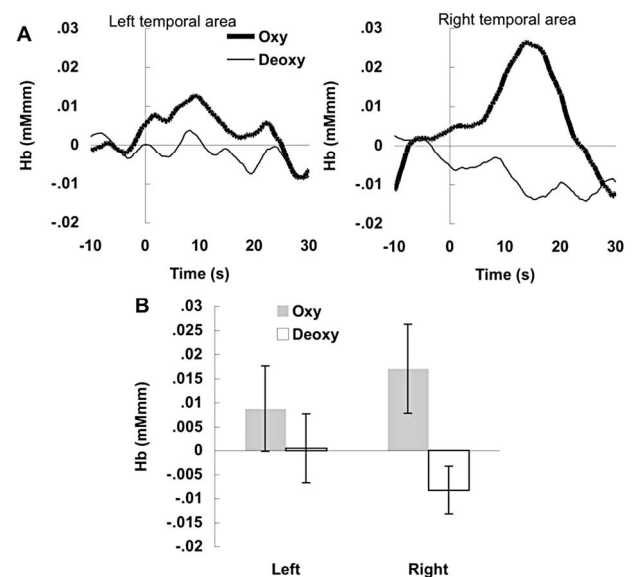 A
Left temporal area
Right temporal area
Oxy
Deoxy
Hb (mMmm)
.03
.02
.01
0
-.01
-.02
-10 0 10 20 30
Time (s)
.03
.02
.01
0
-.01
-.02
-10 0 10 20 30
Time (s)
B
Oxy
Deoxy
Hb (mMmm)
.03
.025
.02
.015
.01
.005
0
-.005
-.01
-.015
-.02
Left Right